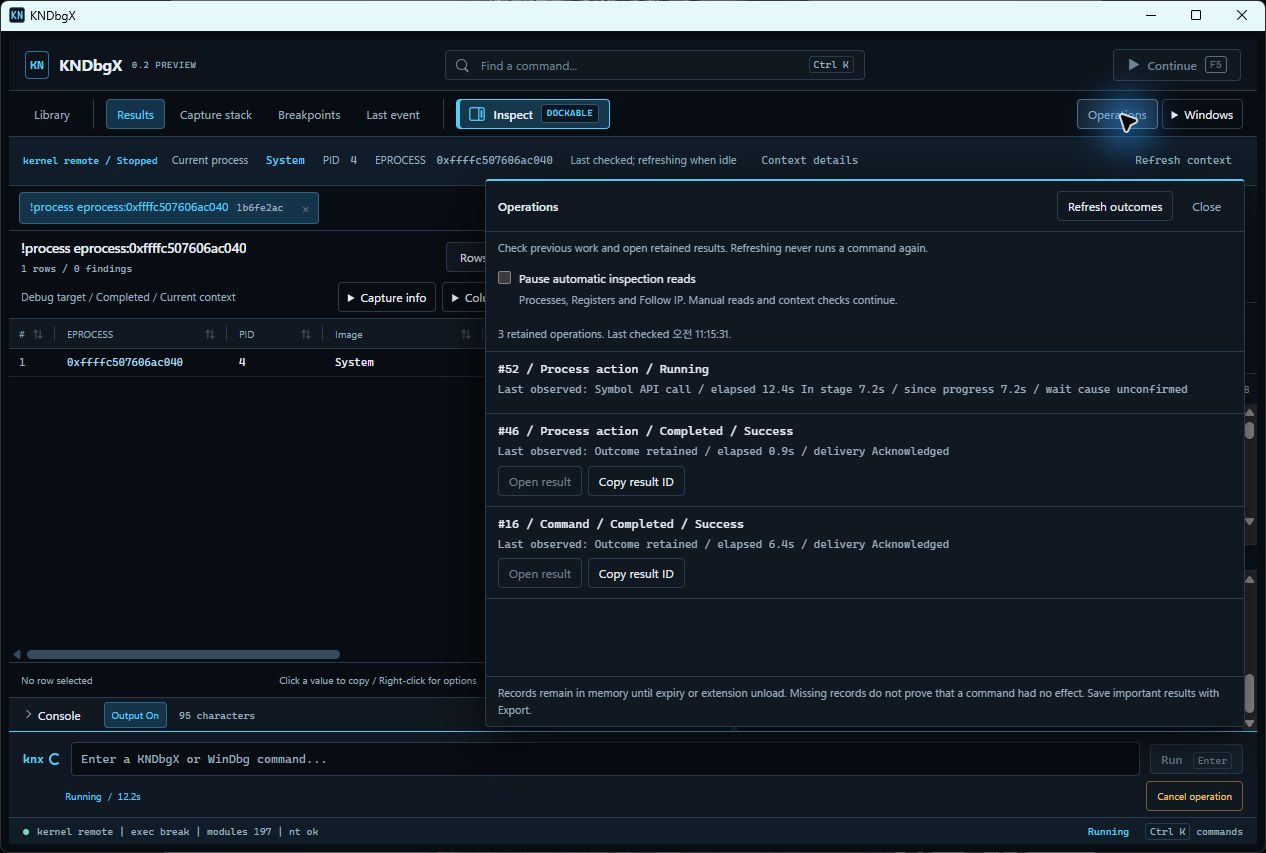 KN KNDbgX
KN KNDbgX 0.2 PREVIEW Find a command... Ctrl K Continue F5
Library Results Capture stack Breakpoints Last event Inspect DOCKABLE Operations Windows
kernel remote / Stopped Current process System PID 4 EPROCESS 0xffffc507606ac040 Last checked; refreshing when idle Context details Refresh context
!process eprocess:0xffffc507606ac040 1b6fe2ac ×
!process eprocess:0xffffc507606ac040
1 rows / 0 findings
Rows
Debug target / Completed / Current context Capture info Colu
# EPROCESS PID Image
1 0xffffc507606ac040 4 System
No row selected Click a value to copy / Right-click for options
Operations Refresh outcomes Close
Check previous work and open retained results. Refreshing never runs a command again.
Pause automatic inspection reads
Processes, Registers and Follow IP. Manual reads and context checks continue.
3 retained operations. Last checked 오전 11:15:31.
#52 / Process action / Running
Last observed: Symbol API call / elapsed 12.4s In stage 7.2s / since progress 7.2s / wait cause unconfirmed
#46 / Process action / Completed / Success
Last observed: Outcome retained / elapsed 0.9s / delivery Acknowledged
Open result Copy result ID
#16 / Command / Completed / Success
Last observed: Outcome retained / elapsed 6.4s / delivery Acknowledged
Open result Copy result ID
Records remain in memory until expiry or extension unload. Missing records do not prove that a command had no effect. Save important results with
Export.
Console Output On 95 characters
knx Enter a KNDbgX or WinDbg command... Run Enter
Running / 12.2s Cancel operation
kernel remote | exec break | modules 197 | nt ok Running Ctrl K commands